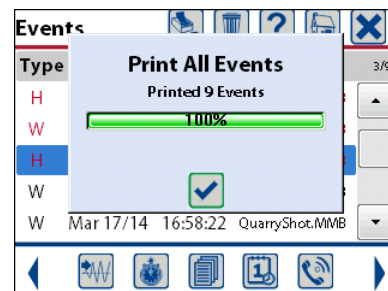 Events
?
Type
3/9
Print All Events
Printed 9 Events
100%
H
W
H
W
W Mar 17/14 16:58:22 QuarryShot.MMB
1